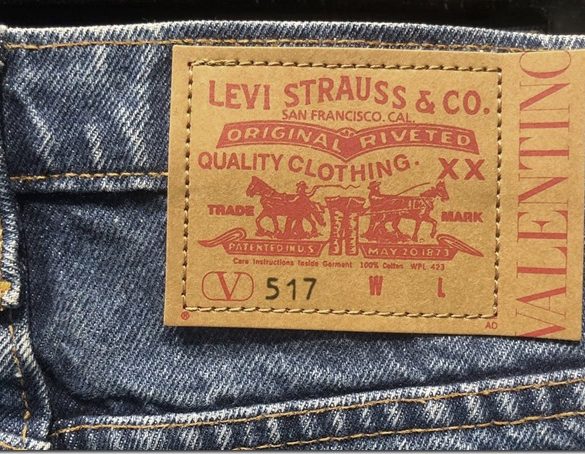 LEVI STRAUSS & CO.
SAN FRANCISCO, CAL.
ORIGINAL RIVETED
QUALITY CLOTHING. XX
TRADE MARK
PATENTED IN U.S. MAY 20 1873
Care Instructions Inside Garment 100% Cotton WPL 423
V 517 W L
® AD
VALENTINO